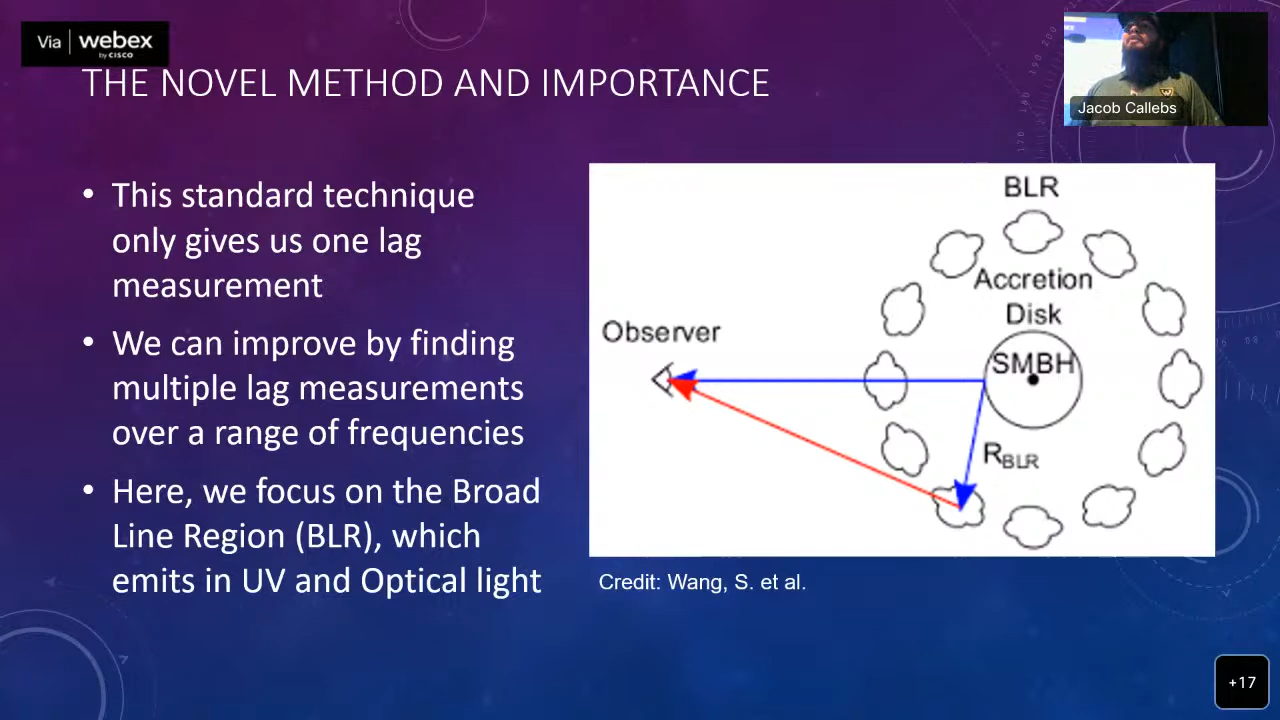 Via webex
by CISCO
THE NOVEL METHOD AND IMPORTANCE
Jacob Callebs
• This standard technique
only gives us one lag
measurement
• We can improve by finding
multiple lag measurements
over a range of frequencies
• Here, we focus on the Broad
Line Region (BLR), which
emits in UV and Optical light
BLR
Accretion
Disk
Observer
SMBH
RBLR
Credit: Wang, S. et al.
+17